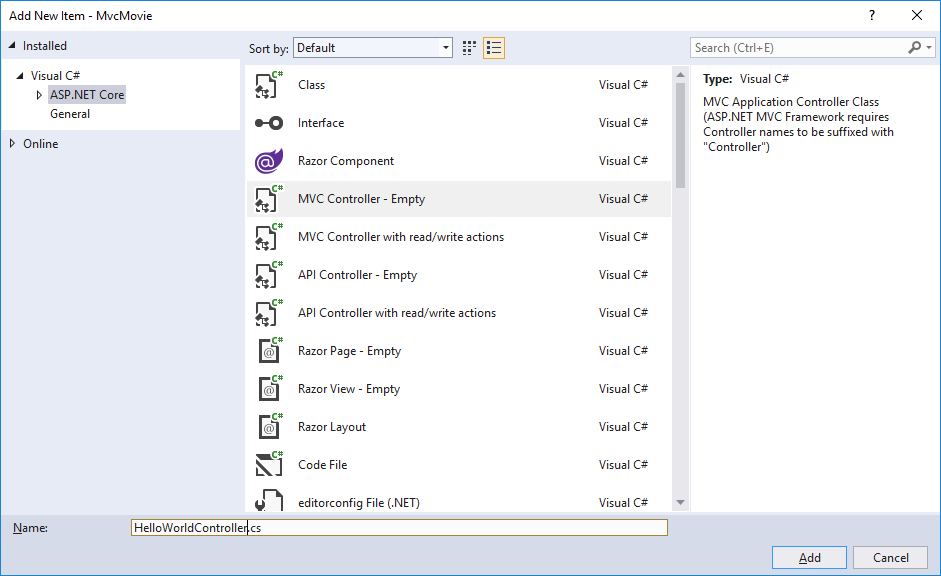 Add New Item - MvcMovie
?
Installed
Visual C#
ASP.NET Core
General
Online
Sort by: Default
Search (Ctrl+E)
C# Class Visual C#
Interface Visual C#
@ Razor Component Visual C#
C# MVC Controller - Empty Visual C#
C# MVC Controller with read/write actions Visual C#
C# API Controller - Empty Visual C#
C# API Controller with read/write actions Visual C#
C# @ Razor Page - Empty Visual C#
C# @ Razor View - Empty Visual C#
C# @ Razor Layout Visual C#
C# Code File Visual C#
editorconfig File (.NET) Visual C#
Type: Visual C#
MVC Application Controller Class
(ASP.NET MVC Framework requires
Controller names to be suffixed with
"Controller")
Name: HelloWorldController.cs
Add Cancel